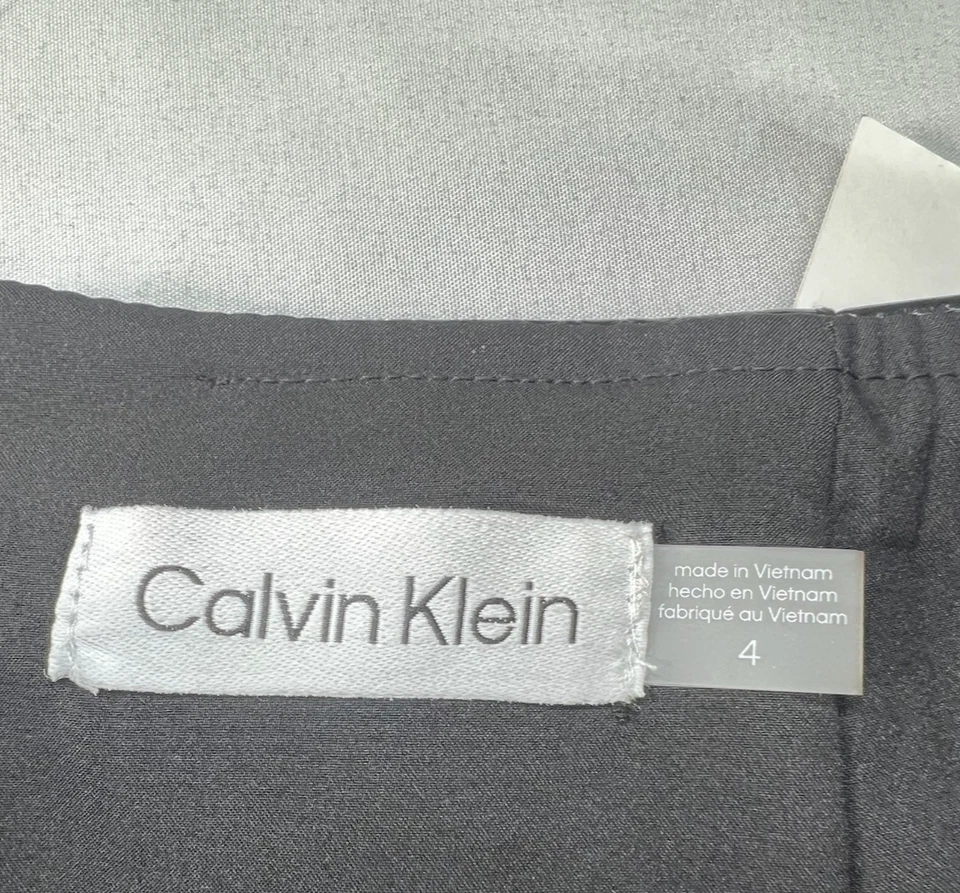 Calvin Klein
made in Vietnam
hecho en Vietnam
fabriqué au Vietnam
4